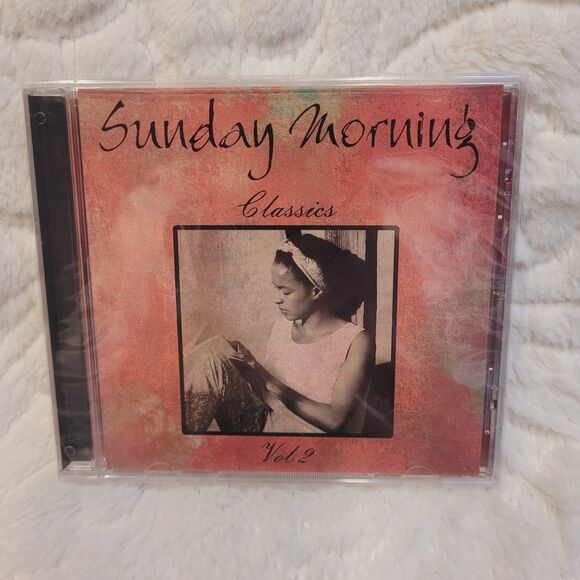 Sunday Morning
Classics
Vol 2